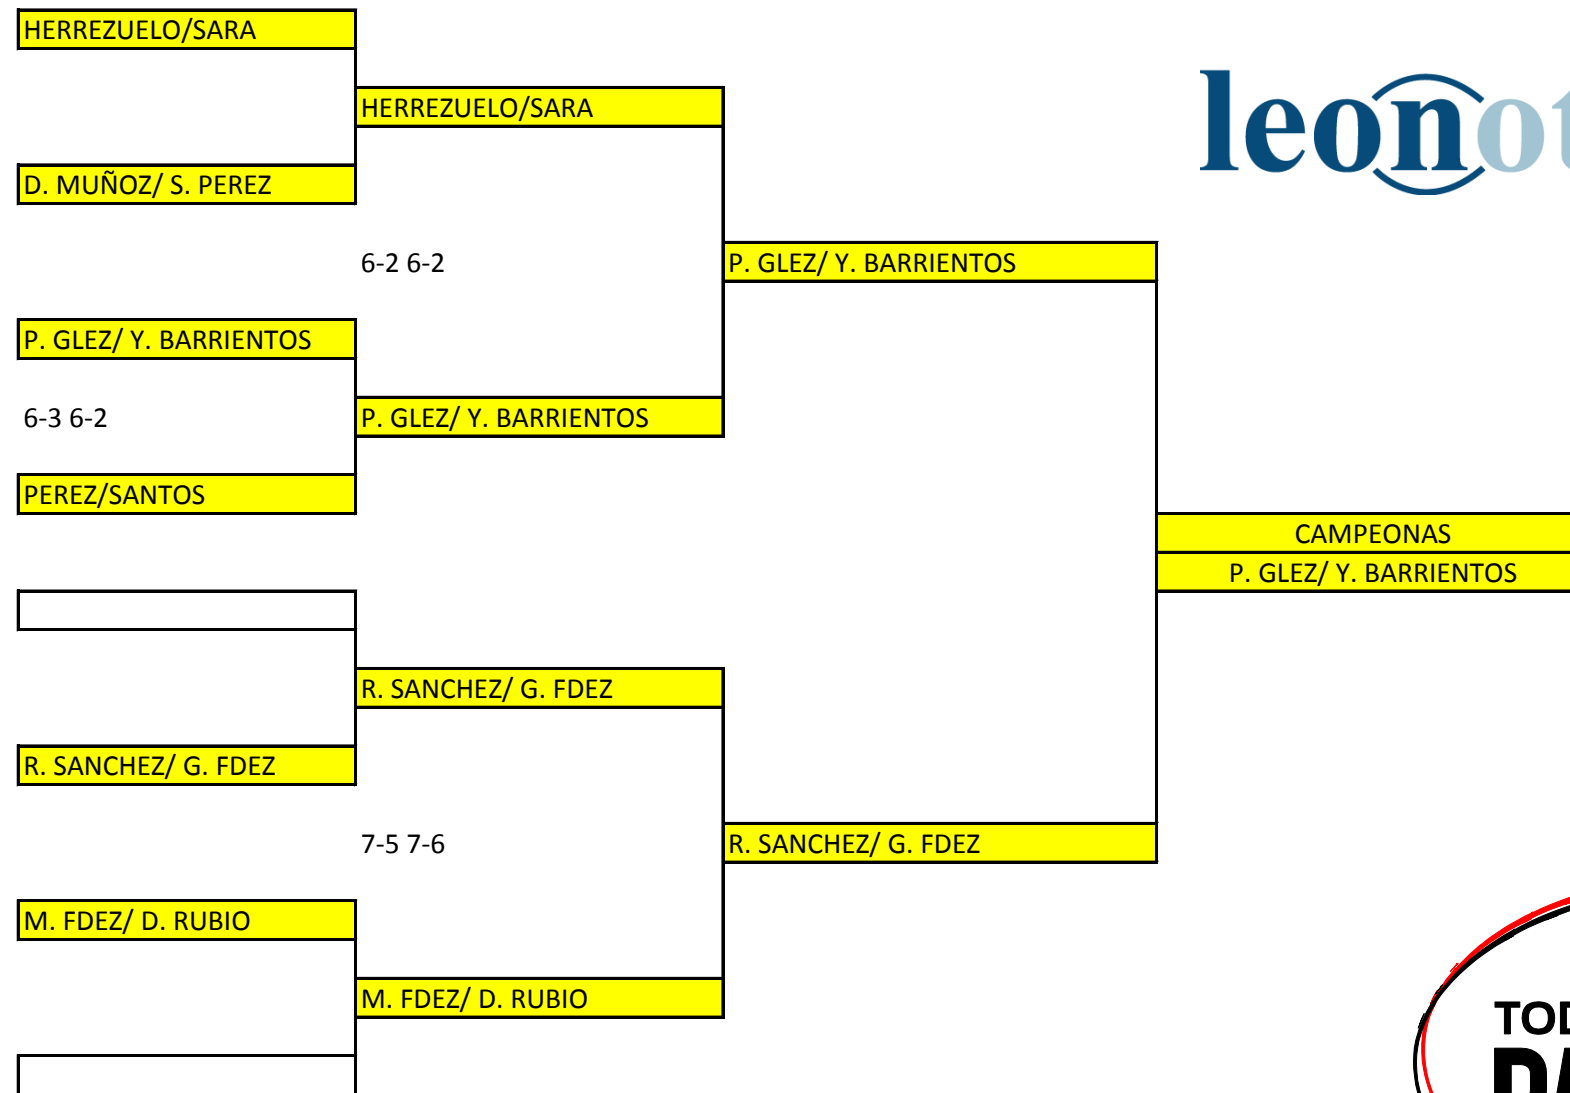 HERREZUELO/SARA
HERREZUELO/SARA
D. MUÑOZ/ S. PEREZ
6-2 6-2
P. GLEZ/ Y. BARRIENTOS
P. GLEZ/ Y. BARRIENTOS
6-3 6-2
P. GLEZ/ Y. BARRIENTOS
PEREZ/SANTOS
CAMPEONAS
P. GLEZ/ Y. BARRIENTOS
R. SANCHEZ/ G. FDEZ
R. SANCHEZ/ G. FDEZ
7-5 7-6
R. SANCHEZ/ G. FDEZ
M. FDEZ/ D. RUBIO
M. FDEZ/ D. RUBIO